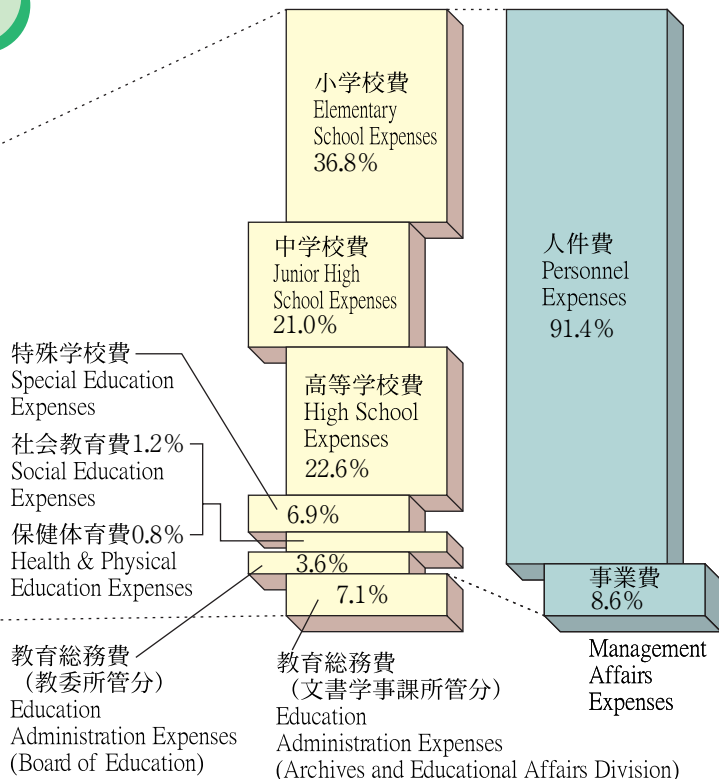 小学校費
Elementary
School Expenses
36.8%
中学校費
Junior High
School Expenses
21.0%
高等学校費
High School
Expenses
22.6%
特殊学校費
Special Education
Expenses
6.9%
社会教育費1.2%
Social Education
Expenses
保健体育費0.8%
Health & Physical
Education Expenses
3.6%
7.1%
教育総務費
（教委所管分）
Education
Administration Expenses
(Board of Education)
教育総務費
（文書学事課所管分）
Education
Administration Expenses
(Archives and Educational Affairs Division)
人件費
Personnel
Expenses
91.4%
事業費
8.6%
Management
Affairs
Expenses